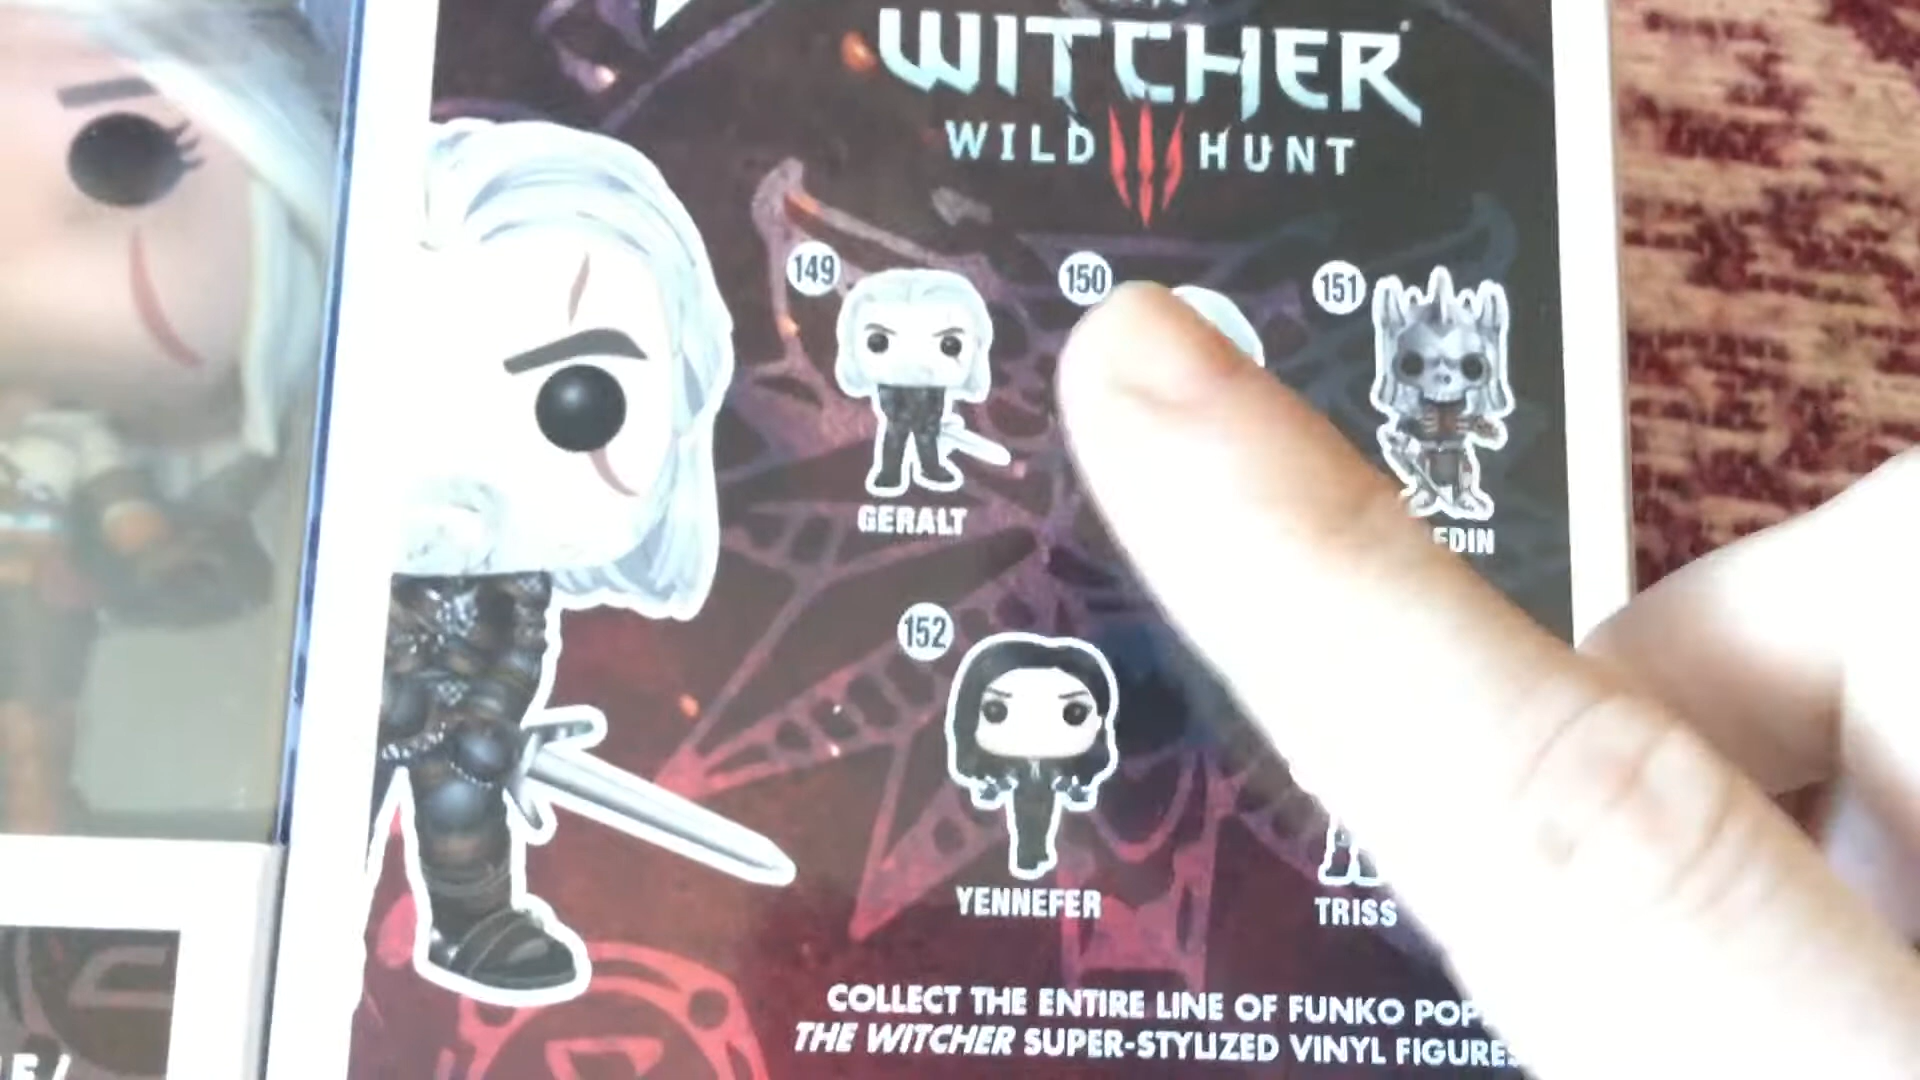 WITCHER
WILD HUNT
149
150
151
GERALT
EDIN
152
YENNEFER
TRISS
COLLECT THE ENTIRE LINE OF FUNKO POP
THE WITCHER SUPER-STYLIZED VINYL FIGURES